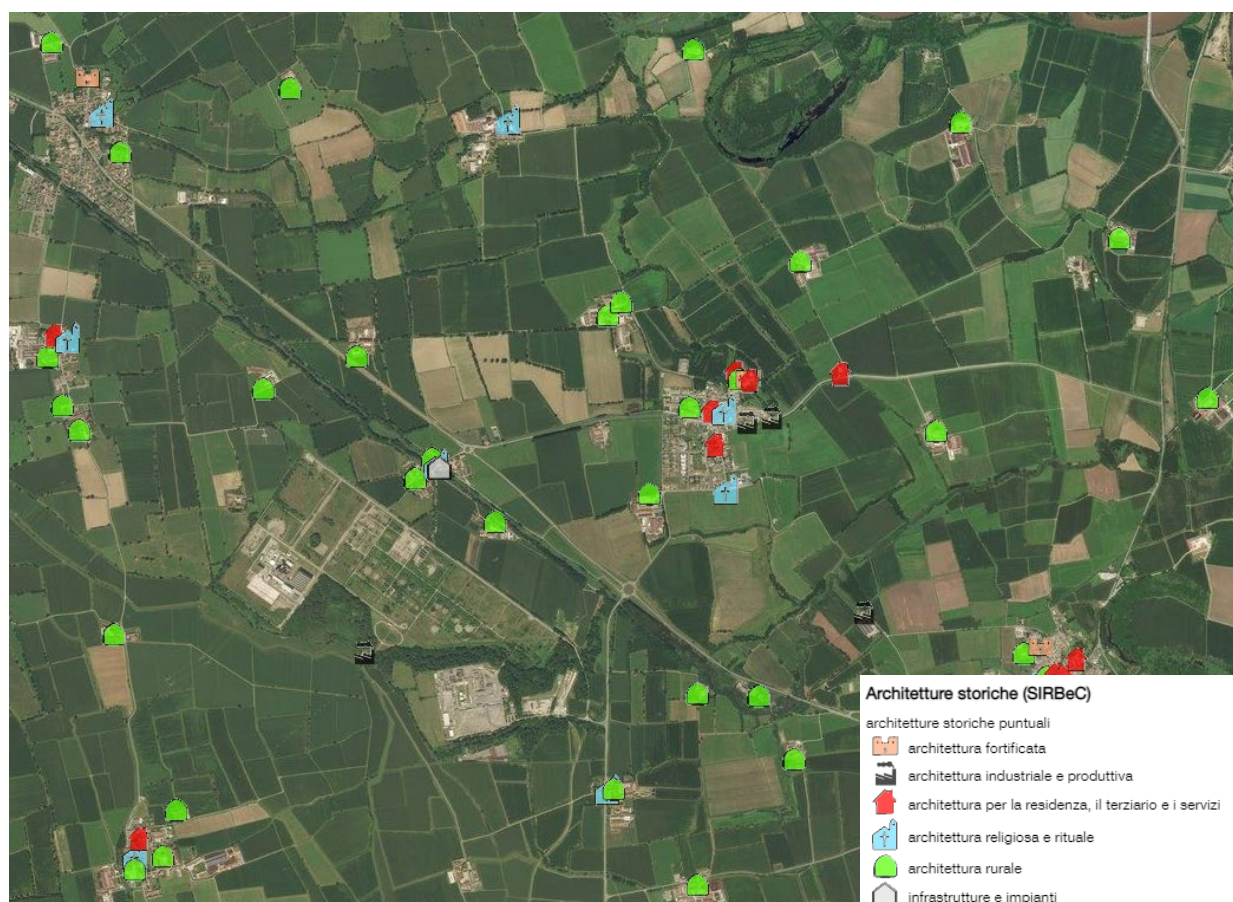 Architetture storiche (SIRBeC)
architetture storiche puntuali
architettura fortificata
architettura industriale e produttiva
architettura per la residenza, il terziario e i servizi
architettura religiosa e rituale
architettura rurale
infrastrutture e impianti